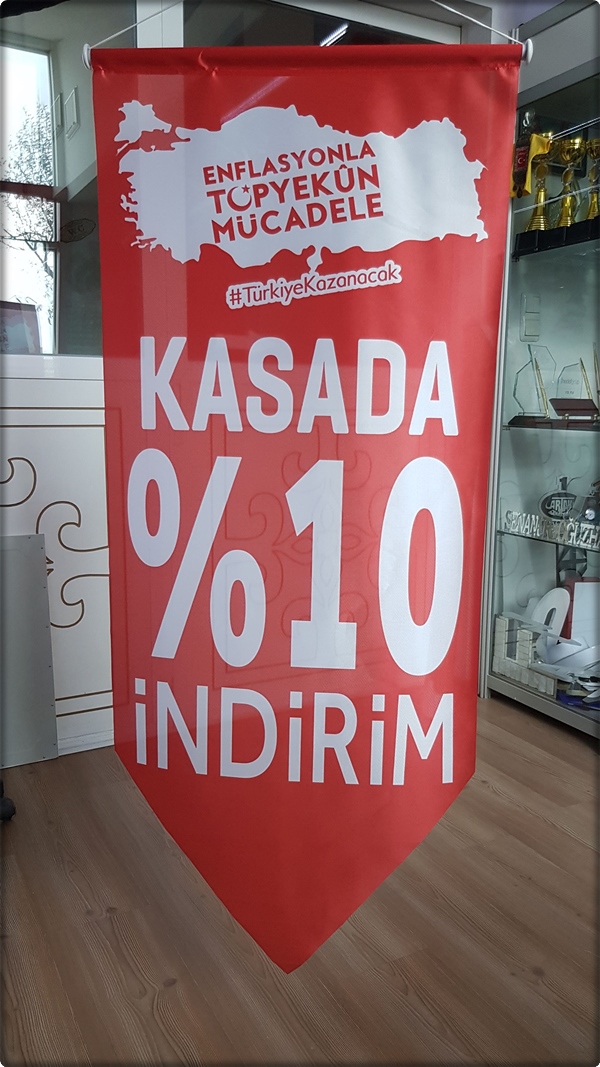 ENFLASYONLA
TOPYEKÛN
MÜCADELE
#TürkiyeKazanacak
KASADA
%10
İNDİRİM